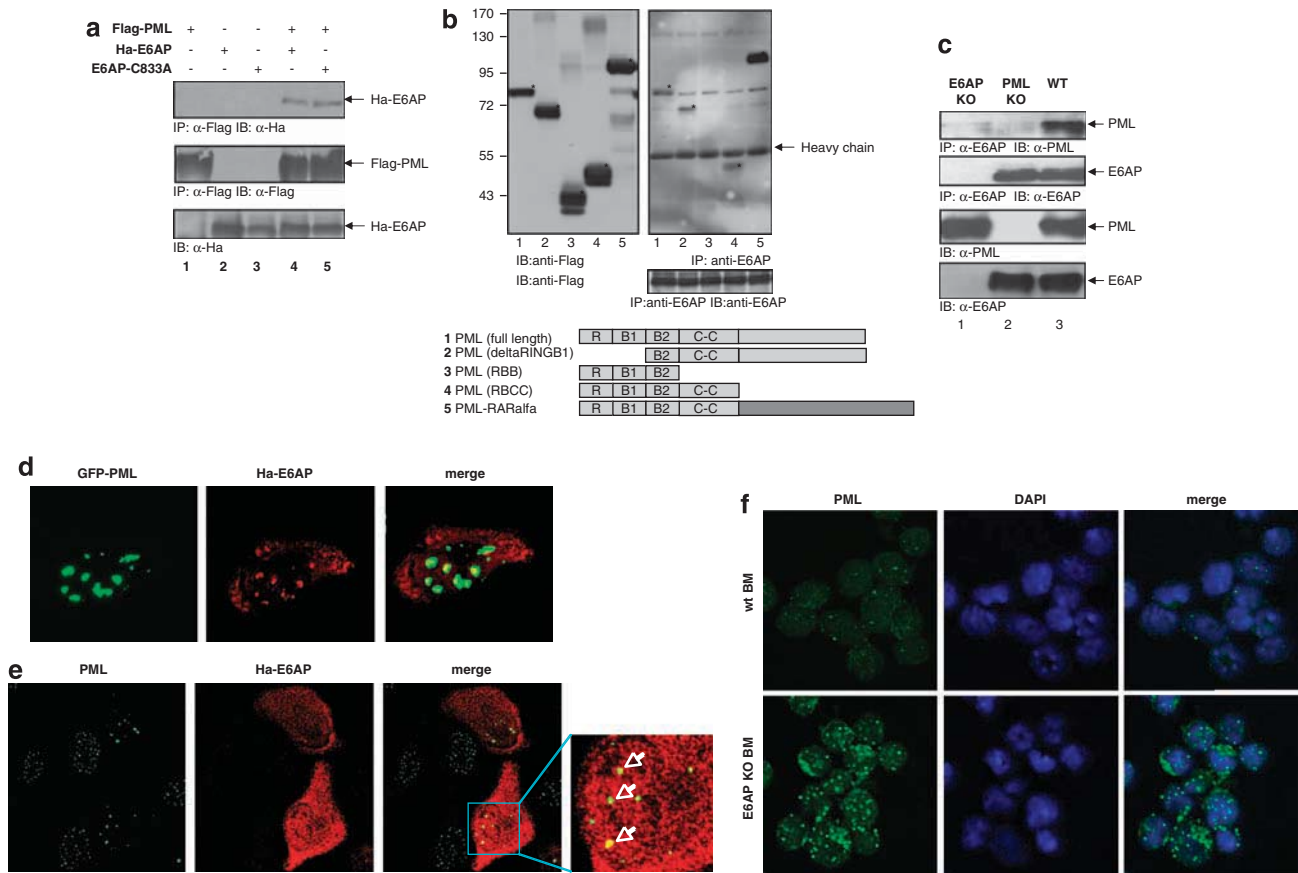 a
Flag-PML + - - + +
Ha-E6AP - + - + -
E6AP-C833A - - + - +
Ha-E6AP
IP: α-Flag IB: α-Ha
Flag-PML
IP: α-Flag IB: α-Flag
Ha-E6AP
IB: α-Ha
1 2 3 4 5
b
170
130
95
72
55
43
* * * * *
* * * *
Heavy chain
1 2 3 4 5
1 2 3 4 5
IB:anti-Flag
IP: anti-E6AP
IB:anti-Flag
IP:anti-E6AP IB:anti-E6AP
1 PML (full length) R B1 B2 C-C
2 PML (deltaRINGB1) B2 C-C
3 PML (RBB) R B1 B2
4 PML (RBCC) R B1 B2 C-C
5 PML-RARalfa R B1 B2 C-C
c
E6AP KO
PML KO
WT
PML
IP: α-E6AP IB: α-PML
E6AP
IP: α-E6AP IB: α-E6AP
PML
IB: α-PML
E6AP
IB: α-E6AP
1 2 3
d
GFP-PML Ha-E6AP merge
e
PML Ha-E6AP merge
f
PML DAPI merge
wt BM
E6AP KO BM